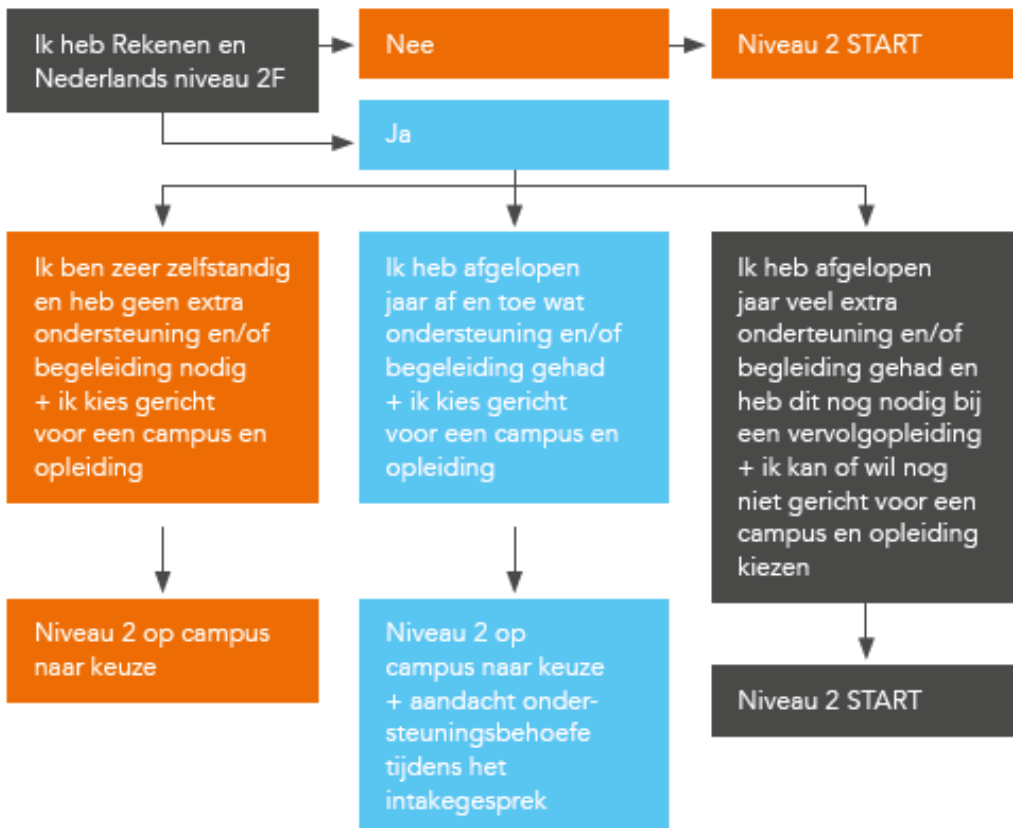 Ik heb Rekenen en
Nederlands niveau 2F
Nee
Niveau 2 START
Ja
Ik ben zeer zelfstandig
en heb geen extra
ondersteuning en/of
begeleiding nodig
+ ik kies gericht
voor een campus en
opleiding
Ik heb afgelopen
jaar af en toe wat
ondersteuning en/of
begeleiding gehad
+ ik kies gericht
voor een campus en
opleiding
Ik heb afgelopen
jaar veel extra
onderteuning en/of
begleiding gehad en
heb dit nog nodig bij
een vervolgopleiding
+ ik kan of wil nog
niet gericht voor een
campus en opleiding
kiezen
Niveau 2 op campus
naar keuze
Niveau 2 op
campus naar keuze
+ aandacht onder-
steuningsbehoefe
tijdens het
intakegesprek
Niveau 2 START